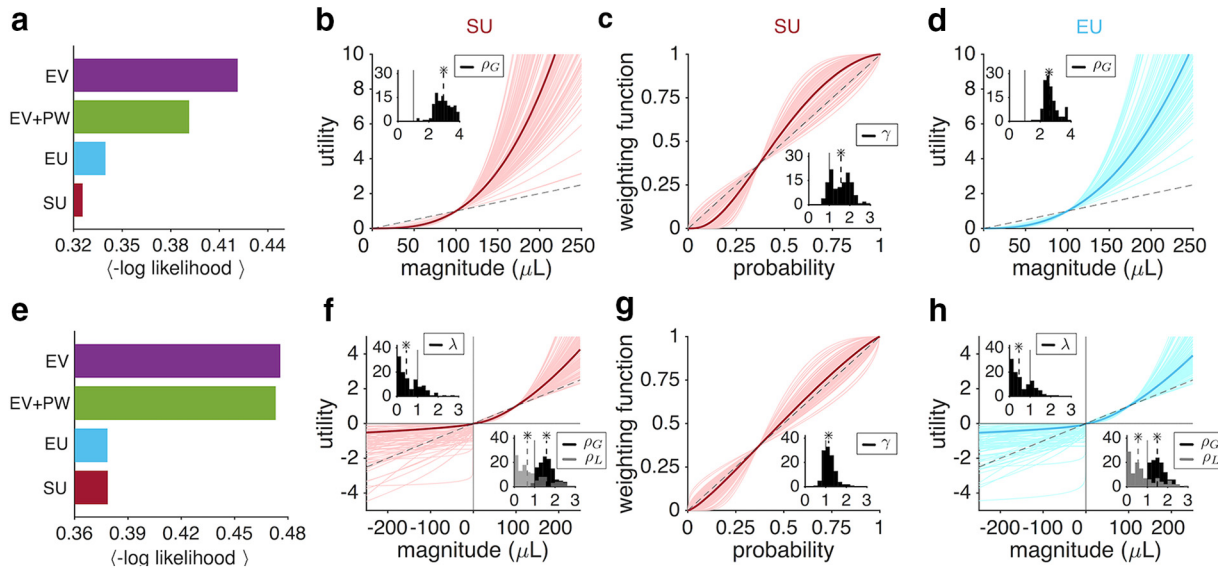 a
EV
EV+PW
EU
SU
0.32 0.35 0.38 0.41 0.44
⟨-log likelihood ⟩
b
SU
utility
10
8
6
4
2
0
0 50 100 150 200 250
magnitude (μL)
30
15
0
0 2 4
*
ρG
c
SU
weighting function
1
0.75
0.5
0.25
0
0 0.25 0.5 0.75 1
probability
30
15
0
0 1 2 3
*
γ
d
EU
utility
10
8
6
4
2
0
0 50 100 150 200 250
magnitude (μL)
30
15
0
0 2 4
*
ρG
e
EV
EV+PW
EU
SU
0.36 0.39 0.42 0.45 0.48
⟨-log likelihood ⟩
f
utility
4
2
0
-2
-4
-200 -100 0 100 200
magnitude (μL)
40
20
0
0 1 2 3
*
λ
40
20
0
0 1 2 3
* *
ρG
ρL
g
weighting function
1
0.75
0.50
0.25
0
0 0.25 0.5 0.75 1
probability
40
20
0
0 1 2 3
*
γ
h
utility
4
2
0
-2
-4
-200 -100 0 100 200
magnitude (μL)
40
20
0
0 1 2 3
*
λ
40
20
0
0 1 2 3
* *
ρG
ρL